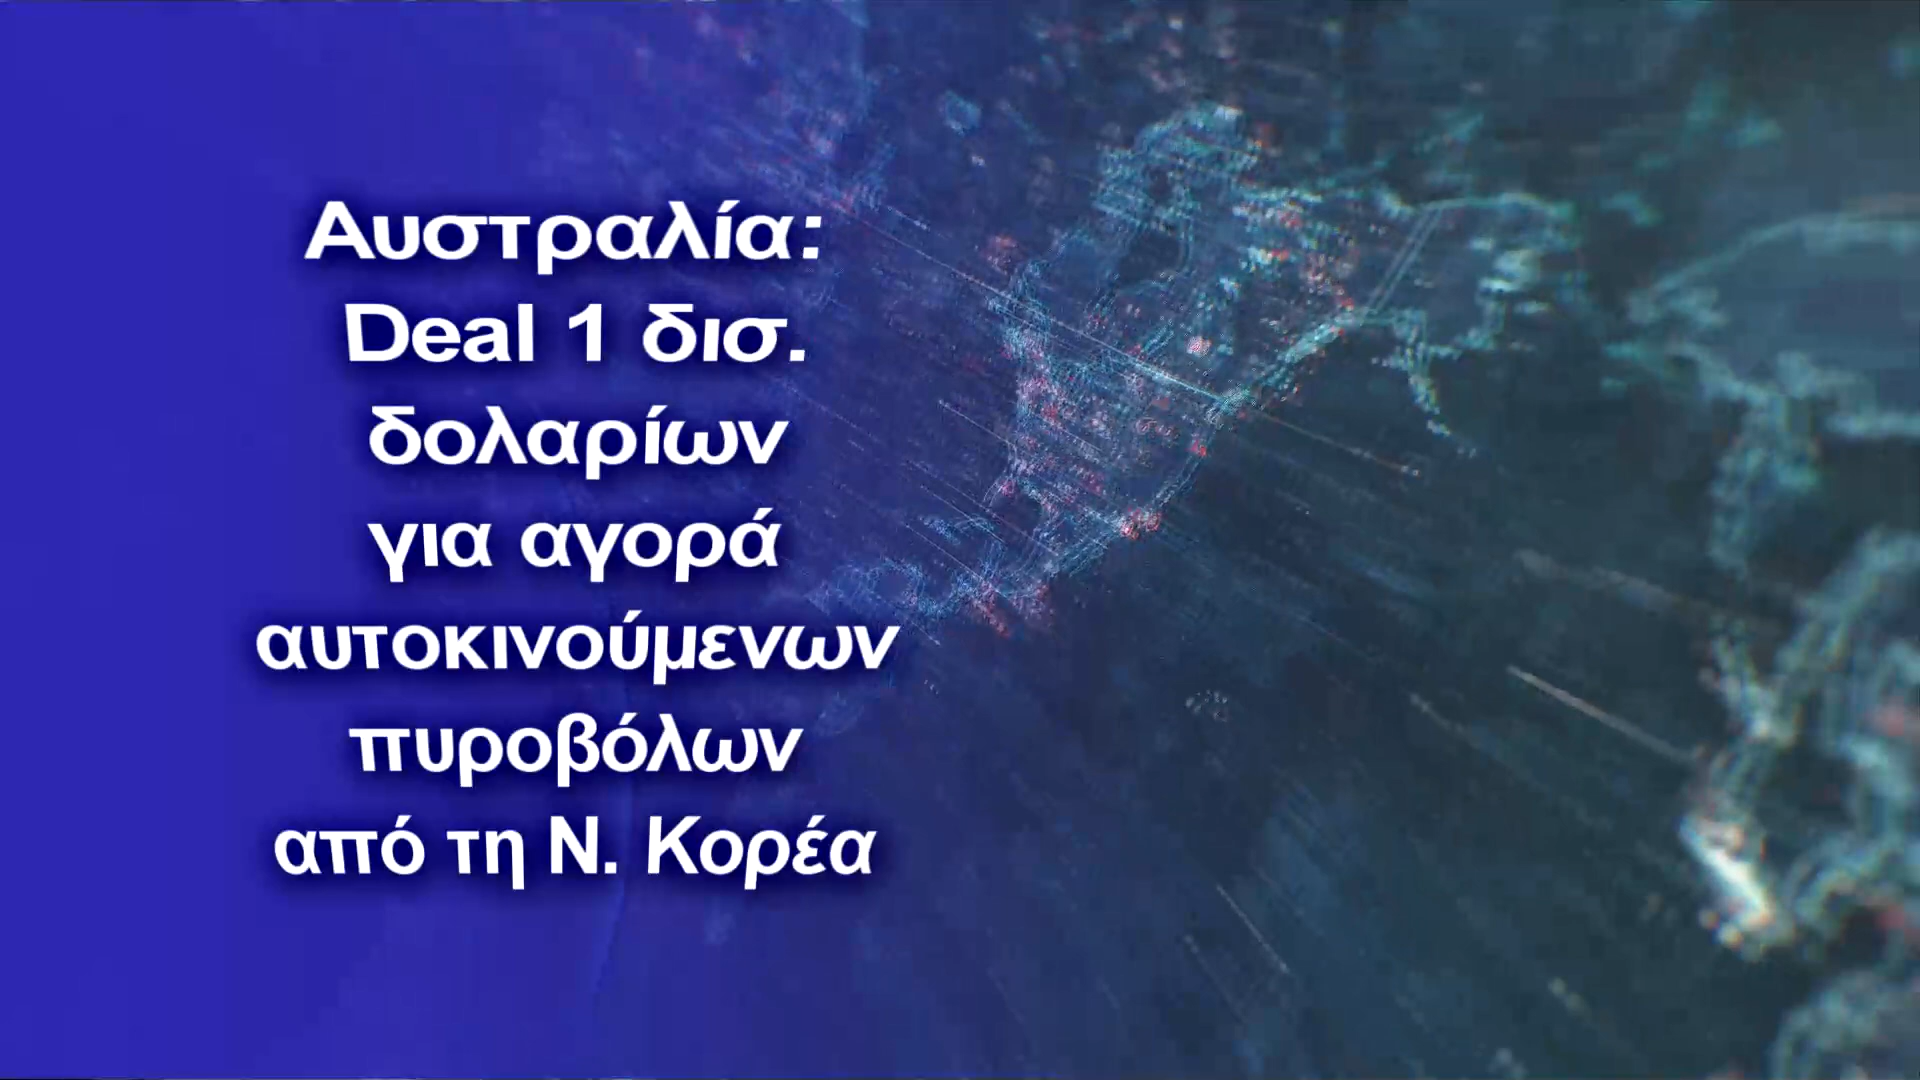 Αυστραλία:
Deal 1 δισ.
δολαρίων
για αγορά
αυτοκινούμενων
πυροβόλων
από τη Ν. Κορέα